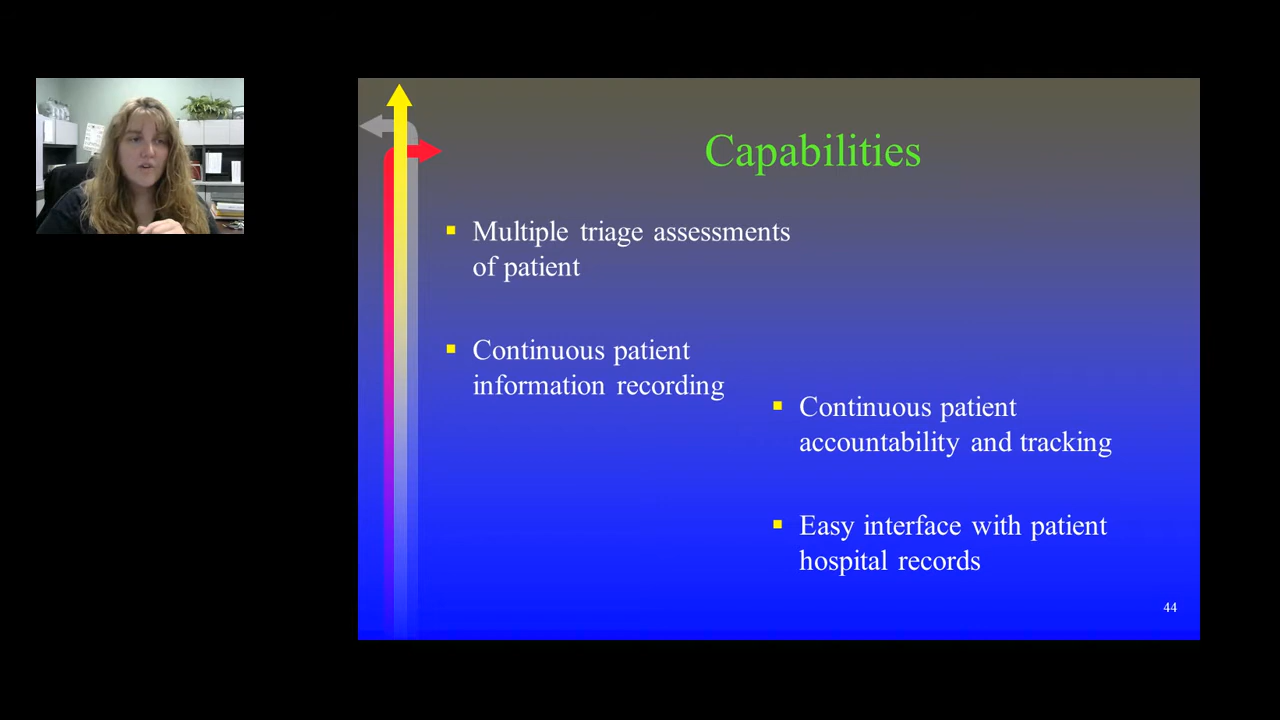 Capabilities
▪ Multiple triage assessments
of patient
▪ Continuous patient
information recording
▪ Continuous patient
accountability and tracking
▪ Easy interface with patient
hospital records
44